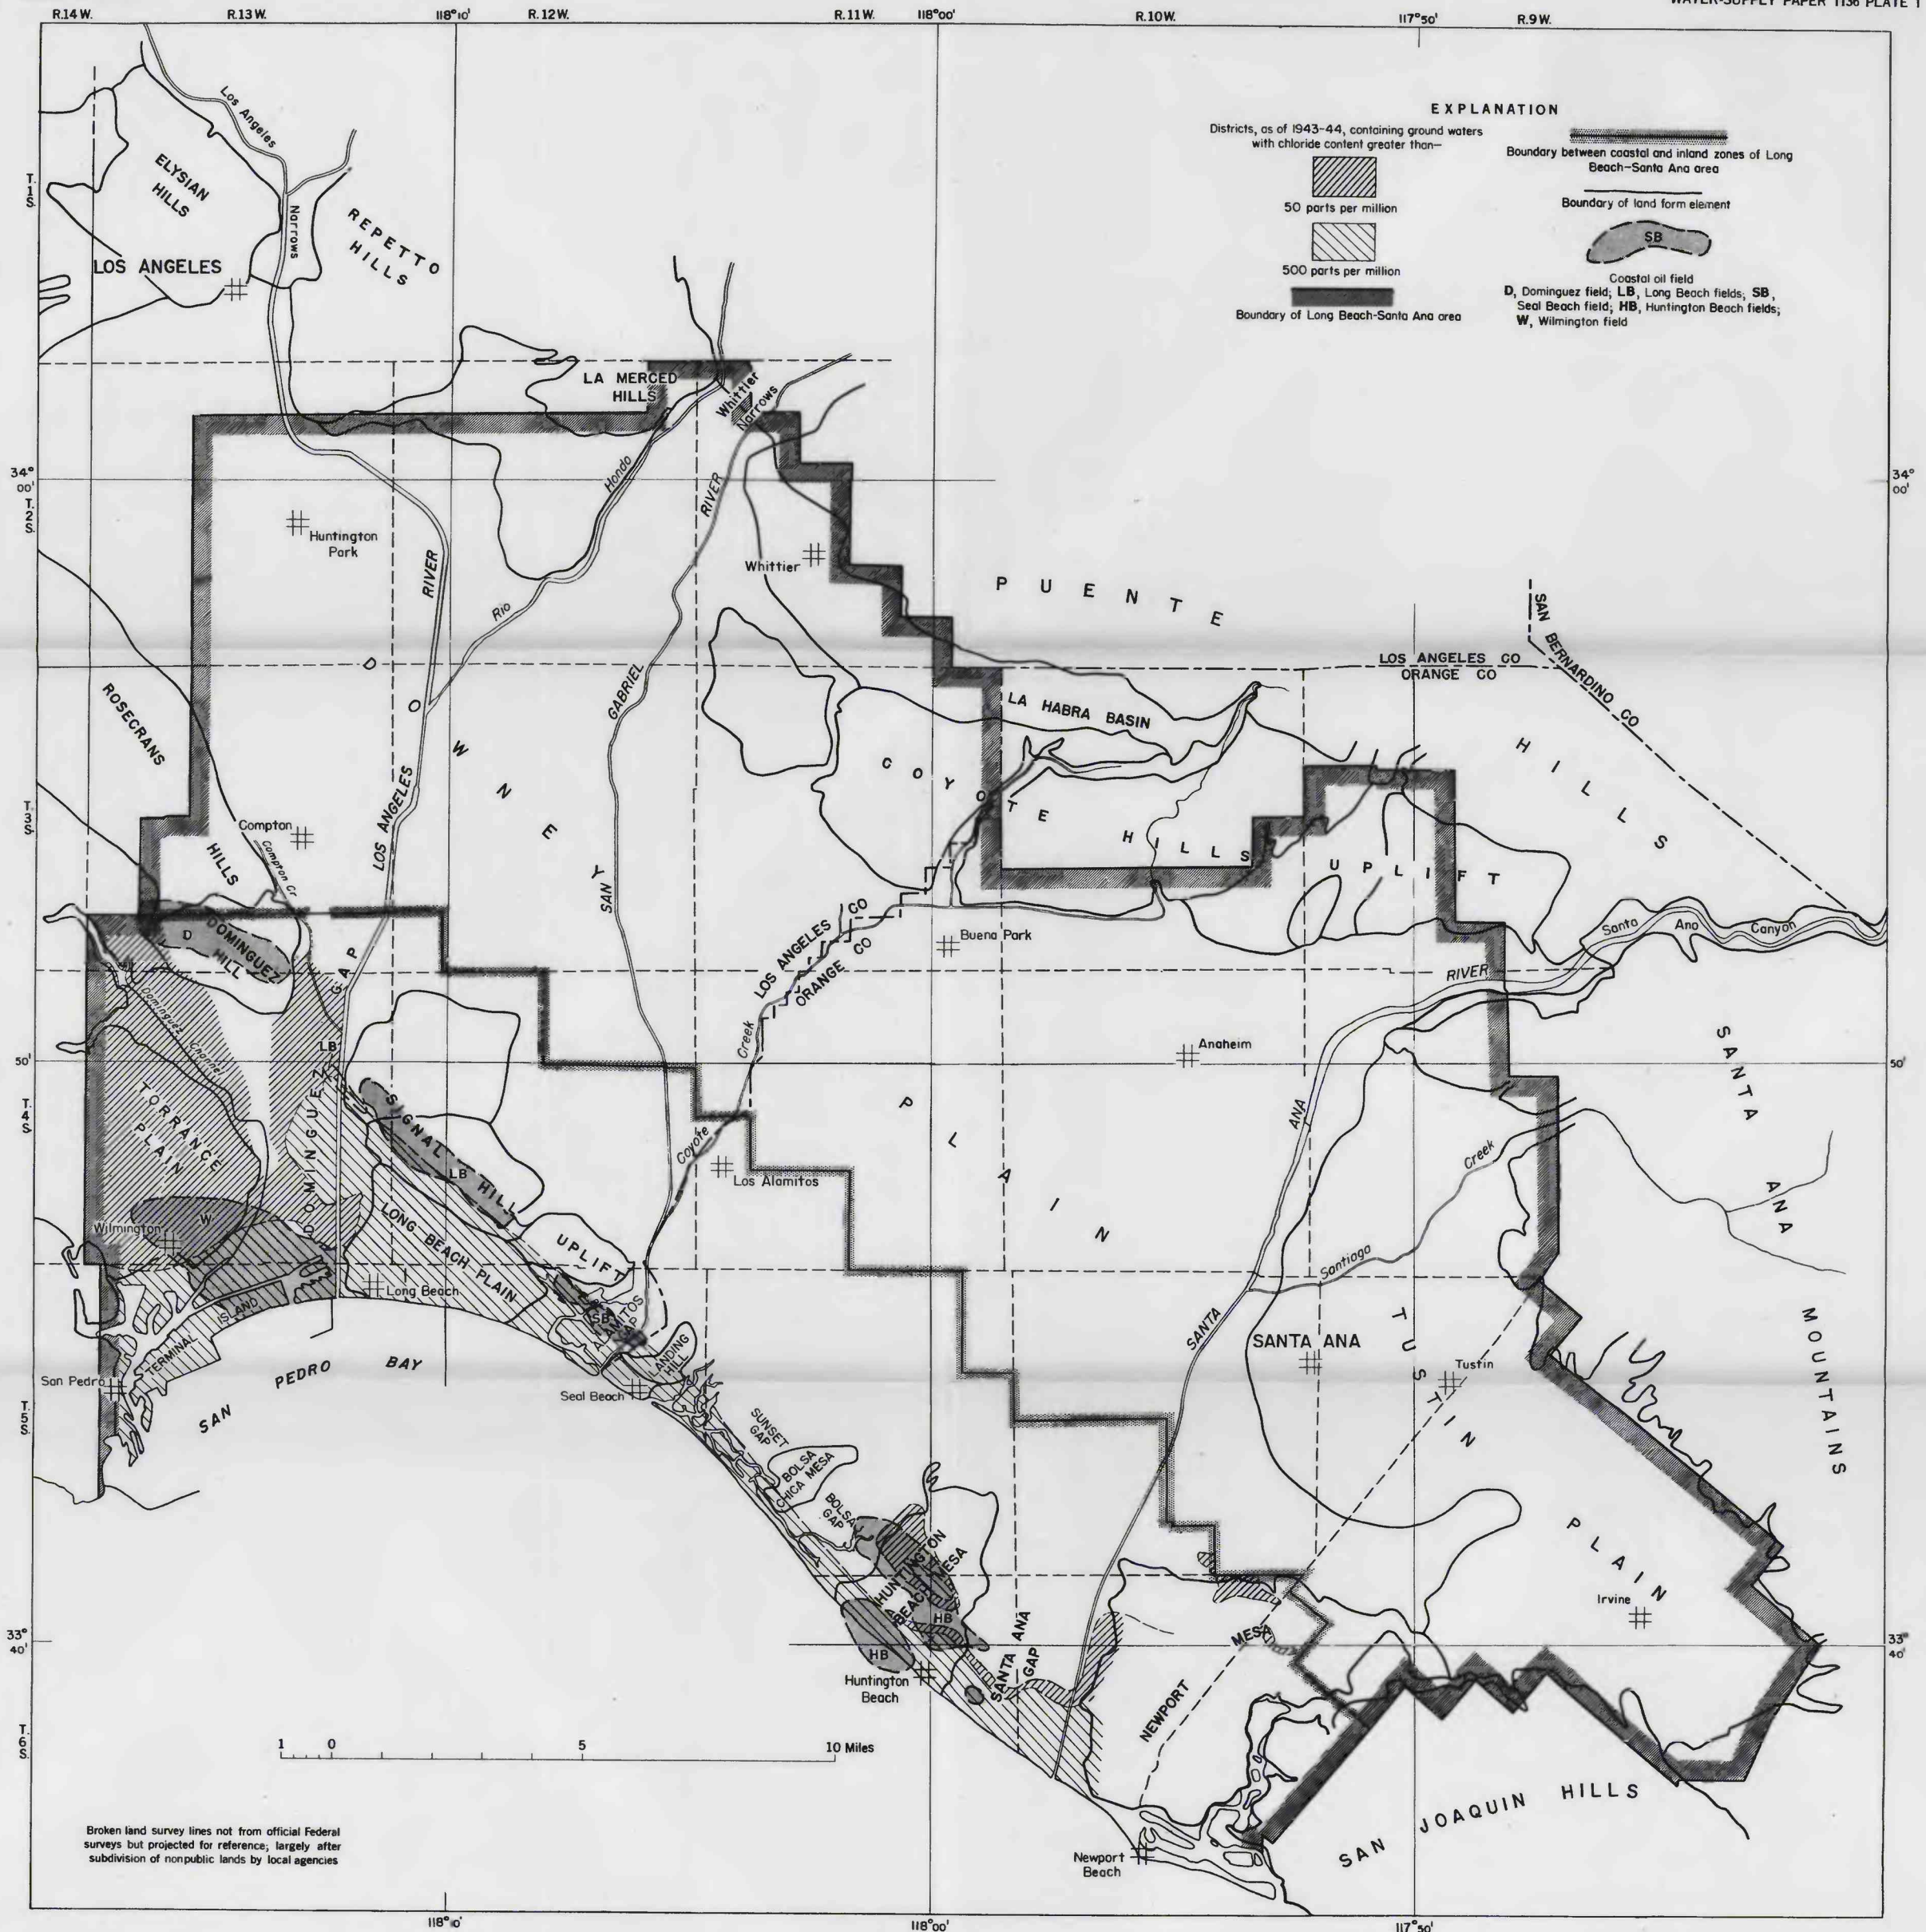 WATER-SUPPLY PAPER 1136 PLATE 1
R.14W.
R.13W.
118°10'
R.12W.
R.11W.
118°00'
R.10W.
117°50'
R.9W.
EXPLANATION
Districts, as of 1943-44, containing ground waters
with chloride content greater than—
50 parts per million
500 parts per million
Boundary of Long Beach-Santa Ana area
Boundary between coastal and inland zones of Long
Beach-Santa Ana area
Boundary of land form element
SB
Coastal oil field
D, Dominguez field; LB, Long Beach fields; SB,
Seal Beach field; HB, Huntington Beach fields;
W, Wilmington field
T.
1
S.
Los Angeles
ELYSIAN
HILLS
Narrows
REPETTO
HILLS
LOS ANGELES
LA MERCED
HILLS
Whittier
Narrows
34°
00'
34°
00'
T.
2
S.
Huntington
Park
RIVER
Rio
Hondo
RIVER
Whittier
PUENTE
SAN BERNARDINO CO
LOS ANGELES CO
ORANGE CO
ROSECRANS
HILLS
DOWNEY
GABRIEL
LA HABRA BASIN
HILLS
T.
3
S.
COYOTE HILLS
Compton
Compton Cr
LOS ANGELES
SAN
UPLIFT
LOS ANGELES CO
ORANGE CO
Buena Park
Santa Ana Canyon
RIVER
D
DOMINGUEZ
HILL
GAP
Dominguez
Channel
Creek
Anaheim
50'
50'
LB
SANTA
ANA
MOUNTAINS
T.
4
S.
TORRANCE
PLAIN
DOMINGUEZ
SIGNAL
LB HILL
PLAIN
ANA
Coyote
Los Alamitos
Creek
Wilmington
W
LONG BEACH PLAIN
UPLIFT
Santiago
Long Beach
TERMINAL
ISLAND
SB
ALAMITOS
GAP
LANDING
HILL
SANTA
SANTA ANA
TUSTIN
Tustin
San Pedro
SAN PEDRO BAY
Seal Beach
T.
5
S.
SUNSET
GAP
BOLSA
CHICA MESA
BOLSA
GAP
HUNTINGTON
BEACH MESA
PLAIN
Irvine
33°
40'
33°
40'
HB
HB
Huntington
Beach
SANTA ANA
GAP
NEWPORT
MESA
T.
6
S.
1 0 5 10 Miles
SAN JOAQUIN HILLS
Newport
Beach
Broken land survey lines not from official Federal
surveys but projected for reference; largely after
subdivision of nonpublic lands by local agencies
118°10'
118°00'
117°50'